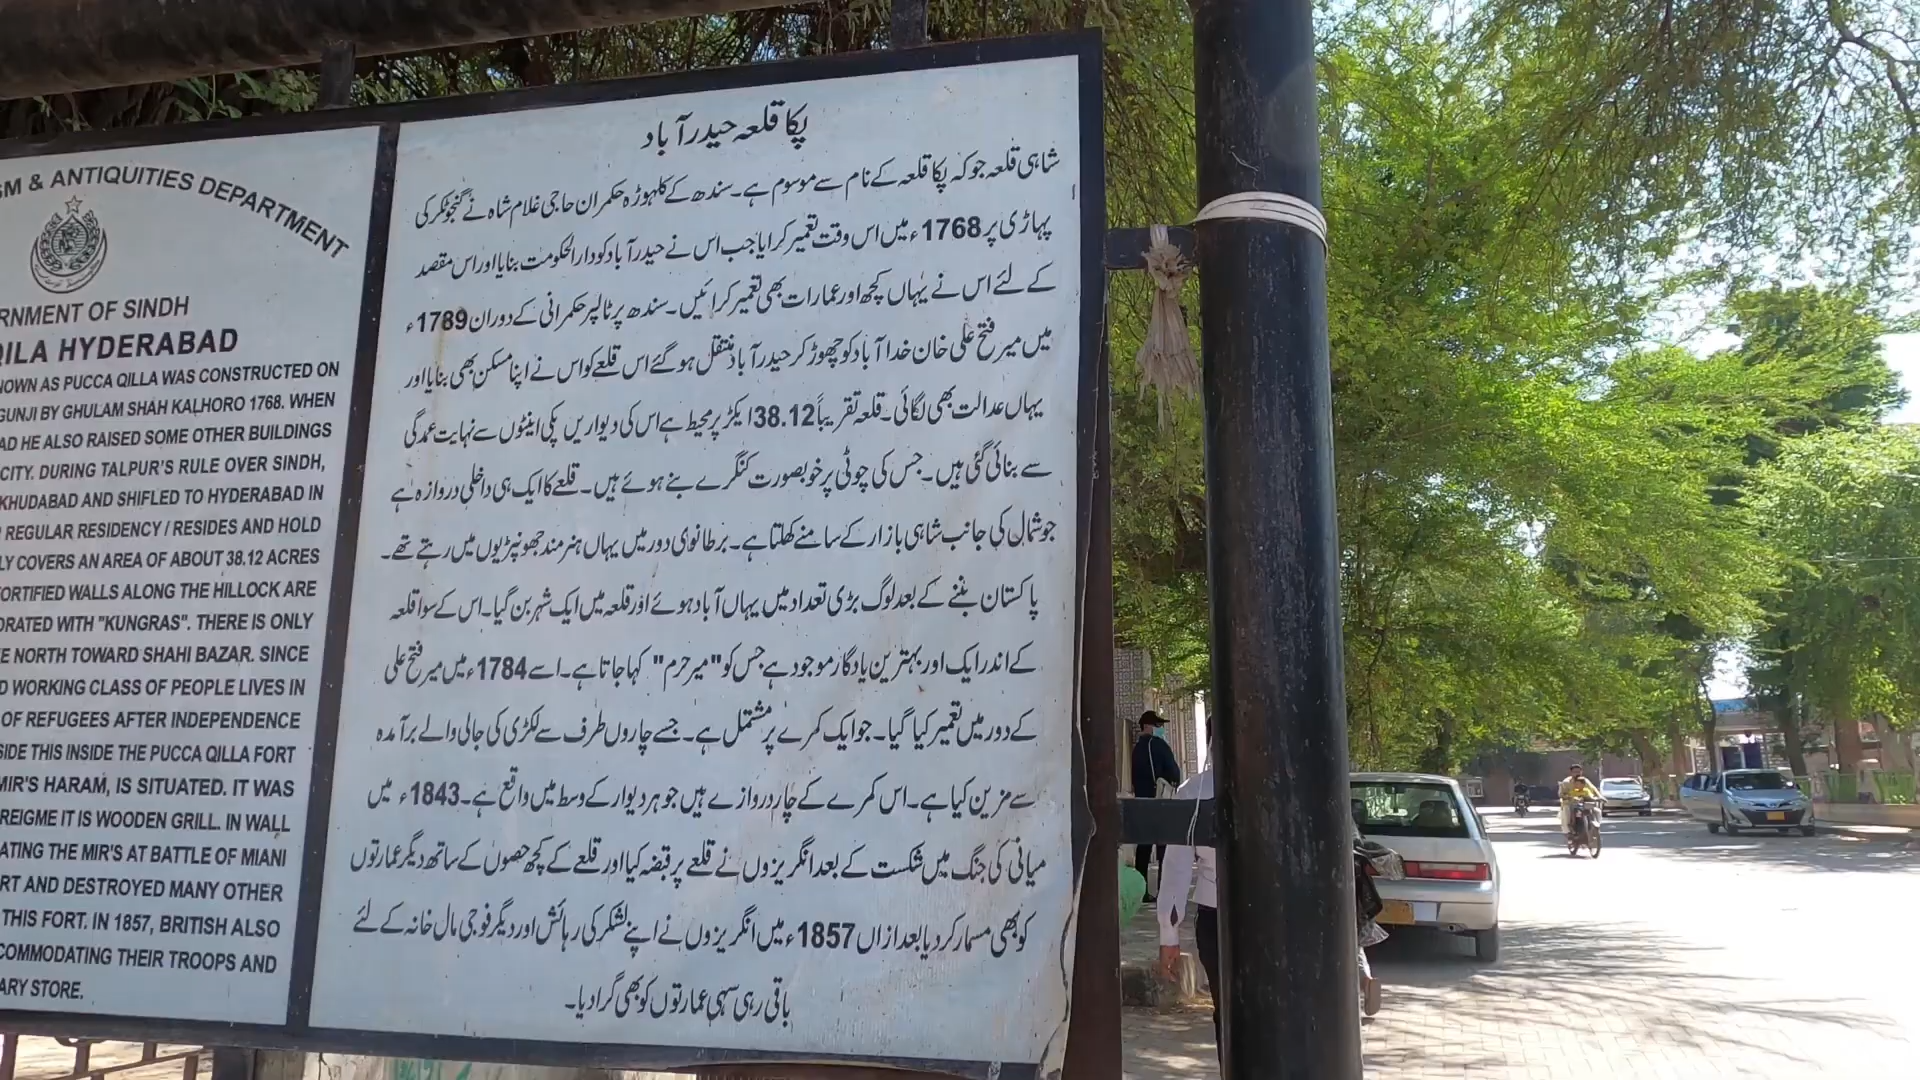 SM & ANTIQUITIES DEPARTMENT
RNMENT OF SINDH
QILA HYDERABAD
NOWN AS PUCCA QILLA WAS CONSTRUCTED ON
GUNJI BY GHULAM SHAH KALHORO 1768. WHEN
AD HE ALSO RAISED SOME OTHER BUILDINGS
CITY. DURING TALPUR'S RULE OVER SINDH,
KHUDABAD AND SHIFLED TO HYDERABAD IN
REGULAR RESIDENCY / RESIDES AND HOLD
LY COVERS AN AREA OF ABOUT 38.12 ACRES
FORTIFIED WALLS ALONG THE HILLOCK ARE
ORATED WITH "KUNGRAS". THERE IS ONLY
E NORTH TOWARD SHAHI BAZAR. SINCE
D WORKING CLASS OF PEOPLE LIVES IN
OF REFUGEES AFTER INDEPENDENCE
SIDE THIS INSIDE THE PUCCA QILLA FORT
MIR'S HARAM, IS SITUATED. IT WAS
REIGME IT IS WOODEN GRILL. IN WALL
ATING THE MIR'S AT BATTLE OF MIANI
RT AND DESTROYED MANY OTHER
THIS FORT. IN 1857, BRITISH ALSO
COMMODATING THEIR TROOPS AND
ARY STORE.
پکا قلعہ حیدرآباد
شاہی قلعہ جو کہ پکا قلعہ کے نام سے موسوم ہے۔ سندھ کے کلہوڑہ حکمران حاجی غلام شاہ نے گنجو ٹکر کی
پہاڑی پر 1768ء میں اس وقت تعمیر کرایا جب اس نے حیدرآباد کو دارالحکومت بنایا اور اس مقصد
کے لئے اس نے یہاں کچھ اور عمارات بھی تعمیر کرائیں۔ سندھ پر ٹالپر حکمرانی کے دوران 1789ء
میں میر فتح علی خان خدا آباد کو چھوڑ کر حیدرآباد منتقل ہوگئے اس قلعے کو اس نے اپنا مسکن بھی بنایا اور
یہاں عدالت بھی لگائی۔ قلعہ تقریباً 38.12 ایکڑ پر محیط ہے اس کی دیواریں پکی اینٹوں سے نہایت عمدگی
سے بنائی گئی ہیں۔ جس کی چوٹی پر خوبصورت کنگرے بنے ہوئے ہیں۔ قلعے کا ایک ہی داخلی دروازہ ہے
جو شمال کی جانب شاہی بازار کے سامنے کھلتا ہے۔ برطانوی دور میں یہاں ہنرمند جھونپڑیوں میں رہتے تھے۔
پاکستان بننے کے بعد لوگ بڑی تعداد میں یہاں آباد ہوئے اور قلعہ میں ایک شہر بن گیا۔ اس کے سوا قلعہ
کے اندر ایک اور بہترین یادگار موجود ہے جس کو "میر حرم" کہا جاتا ہے۔ اسے 1784ء میں میر فتح علی
کے دور میں تعمیر کیا گیا۔ جو ایک کمرے پر مشتمل ہے۔ جسے چاروں طرف سے لکڑی کی جالی والے برآمدہ
سے مزین کیا ہے۔ اس کمرے کے چار دروازے ہیں جو ہر دیوار کے وسط میں واقع ہے۔ 1843ء میں
میانی کی جنگ میں شکست کے بعد انگریزوں نے قلعے پر قبضہ کیا اور قلعے کے کچھ حصوں کے ساتھ دیگر عمارتوں
کو بھی مسمار کر دیا بعد ازاں 1857ء میں انگریزوں نے اپنے لشکر کی رہائش اور دیگر فوجی مال خانہ کے لئے
باقی رہی سہی عمارتوں کو بھی گرا دیا۔